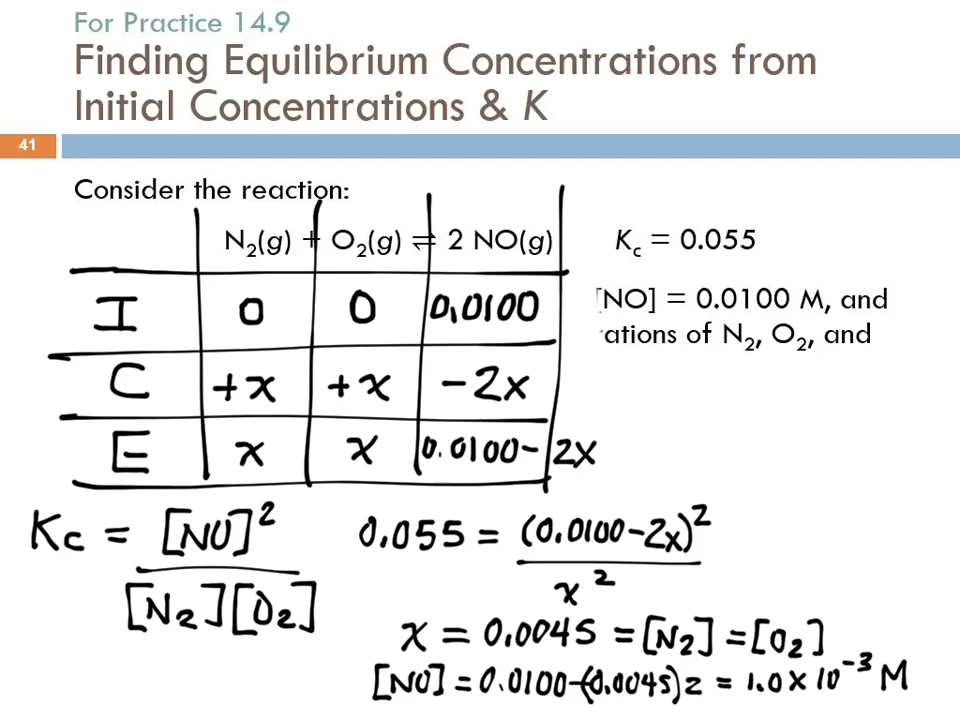 For Practice 14.9
Finding Equilibrium Concentrations from
Initial Concentrations & K
41
Consider the reaction:
N₂(g) + O₂(g) ⇌ 2 NO(g) Kc = 0.055
[NO] = 0.0100 M, and
rations of N₂, O₂, and
I 0 0 0.0100
C +x +x -2x
E x x 0.0100-2x
Kc = [NO]² / [N₂][O₂]
0.055 = (0.0100-2x)² / x²
x = 0.0045 = [N₂] = [O₂]
[NO] = 0.0100-(0.0045)2 = 1.0 x 10⁻³ M